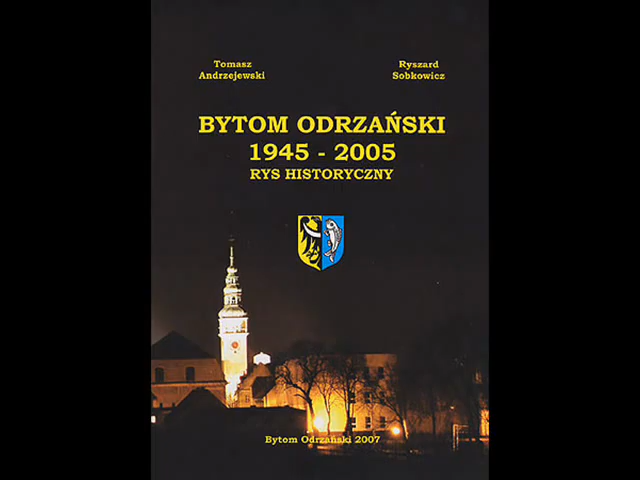 Tomasz
Andrzejewski
Ryszard
Sobkowicz
BYTOM ODRZAŃSKI
1945 - 2005
RYS HISTORYCZNY
Bytom Odrzański 2007